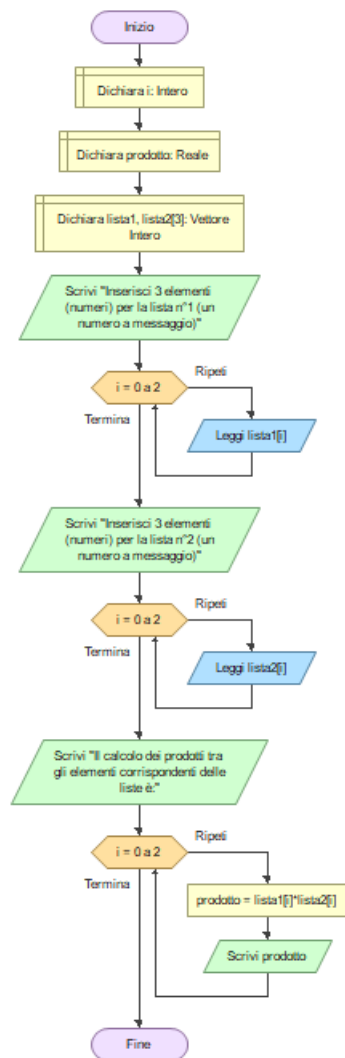 Inizio
Dichiara i: Intero
Dichiara prodotto: Reale
Dichiara lista1, lista2[3]: Vettore
Intero
Scrivi "Inserisci 3 elementi
(numeri) per la lista n°1 (un
numero a messaggio)"
i = 0 a 2
Ripeti
Termina
Leggi lista1[i]
Scrivi "Inserisci 3 elementi
(numeri) per la lista n°2 (un
numero a messaggio)"
i = 0 a 2
Ripeti
Termina
Leggi lista2[i]
Scrivi "Il calcolo dei prodotti tra
gli elementi corrispondenti delle
liste è:"
i = 0 a 2
Ripeti
Termina
prodotto = lista1[i]*lista2[i]
Scrivi prodotto
Fine